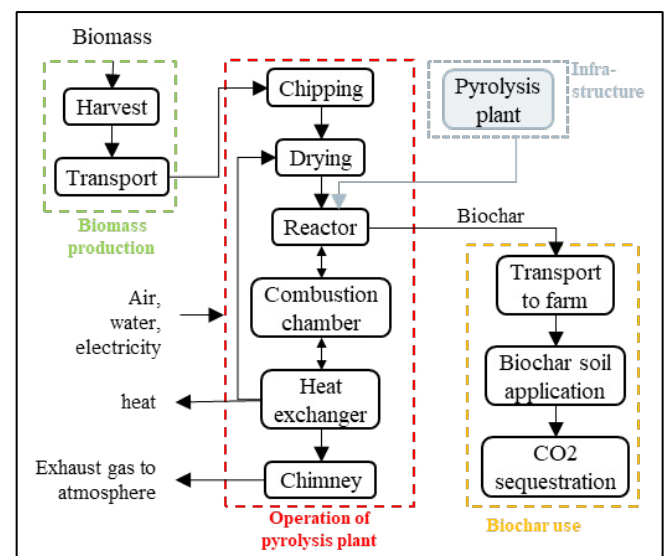 Biomass
Harvest
Transport
Biomass
production
Chipping
Drying
Reactor
Combustion
chamber
Heat
exchanger
Chimney
Operation of
pyrolysis plant
Pyrolysis
plant
Infra-
structure
Air,
water,
electricity
heat
Exhaust gas to
atmosphere
Biochar
Transport
to farm
Biochar soil
application
CO2
sequestration
Biochar use